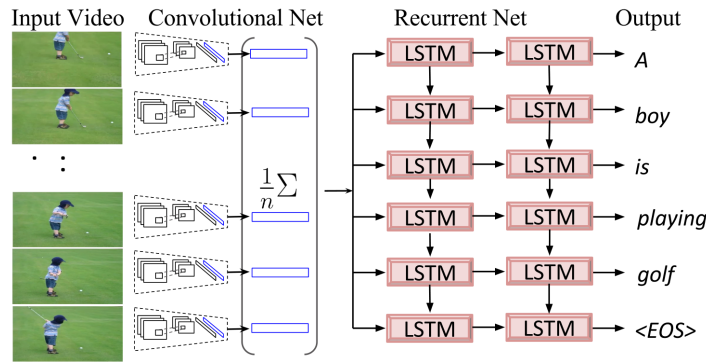 Input Video Convolutional Net Recurrent Net Output
LSTM LSTM A
LSTM LSTM boy
LSTM LSTM is
1/n ∑
LSTM LSTM playing
LSTM LSTM golf
LSTM LSTM <EOS>